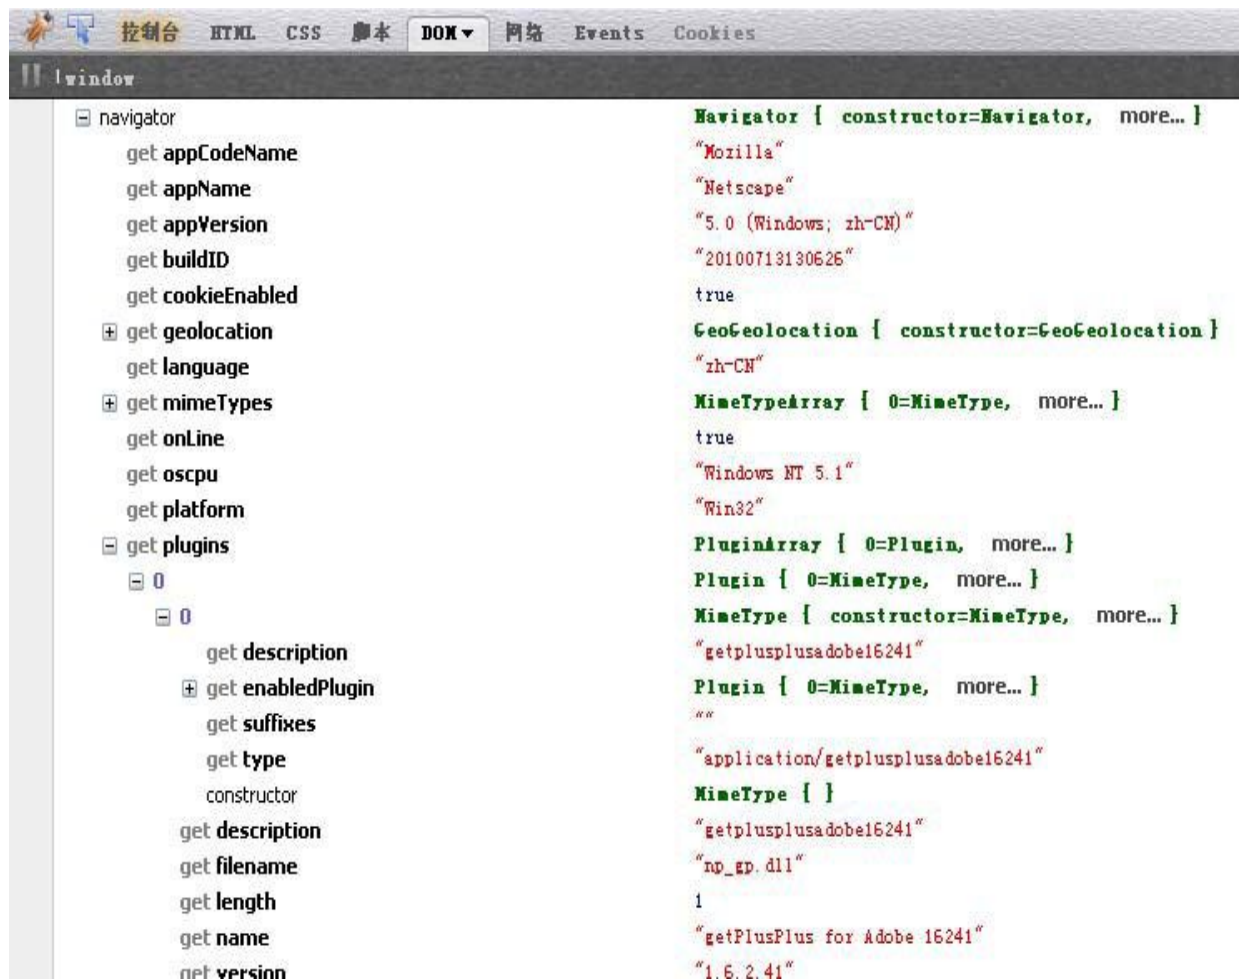 控制台 HTML CSS 脚本 DOM 网络 Events Cookies
window
navigator Navigator { constructor=Navigator, more... }
get appCodeName "Mozilla"
get appName "Netscape"
get appVersion "5.0 (Windows; zh-CN)"
get buildID "20100713130626"
get cookieEnabled true
get geolocation GeoGeolocation { constructor=GeoGeolocation }
get language "zh-CN"
get mimeTypes MimeTypeArray { 0=MimeType, more... }
get onLine true
get oscpu "Windows NT 5.1"
get platform "Win32"
get plugins PluginArray { 0=Plugin, more... }
0 Plugin { 0=MimeType, more... }
0 MimeType { constructor=MimeType, more... }
get description "getplusplusadobe16241"
get enabledPlugin Plugin { 0=MimeType, more... }
get suffixes ""
get type "application/getplusplusadobe16241"
constructor MimeType { }
get description "getplusplusadobe16241"
get filename "np_gp.dll"
get length 1
get name "getPlusPlus for Adobe 16241"
get version "1.6.2.41"